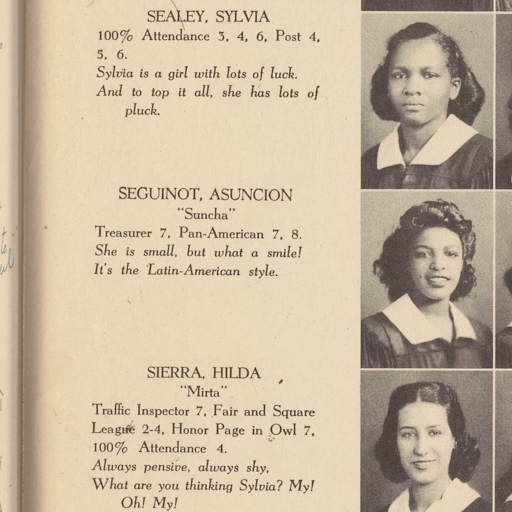 SEALEY, SYLVIA
100% Attendance 3, 4, 6, Post 4,
5, 6.
Sylvia is a girl with lots of luck.
And to top it all, she has lots of
pluck.
SEGUINOT, ASUNCION
"Suncha"
Treasurer 7, Pan-American 7, 8.
She is small, but what a smile!
It's the Latin-American style.
SIERRA, HILDA
"Mirta"
Traffic Inspector 7, Fair and Square
League 2-4, Honor Page in Owl 7,
100% Attendance 4.
Always pensive, always shy,
What are you thinking Sylvia? My!
Oh! My!